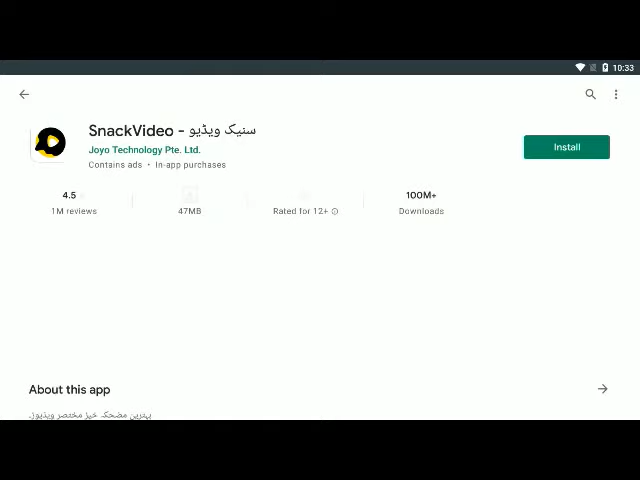 10:33
SnackVideo - سنیک ویڈیو
Joyo Technology Pte. Ltd.
Contains ads • In-app purchases
Install
4.5
100M+
1M reviews
47MB
Rated for 12+
Downloads
About this app
بہترین مضحکہ خیز مختصر ویڈیوز۔